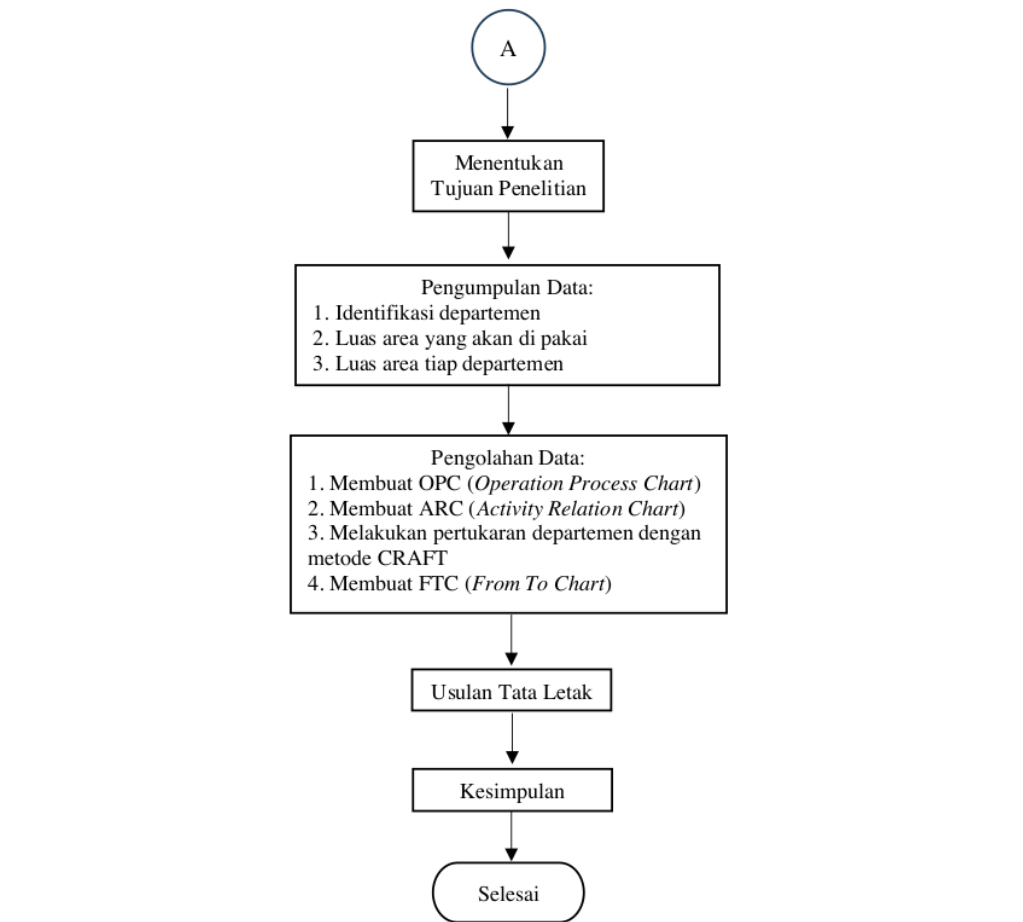 A
Menentukan
Tujuan Penelitian
Pengumpulan Data:
1. Identifikasi departemen
2. Luas area yang akan di pakai
3. Luas area tiap departemen
Pengolahan Data:
1. Membuat OPC (Operation Process Chart)
2. Membuat ARC (Activity Relation Chart)
3. Melakukan pertukaran departemen dengan
metode CRAFT
4. Membuat FTC (From To Chart)
Usulan Tata Letak
Kesimpulan
Selesai